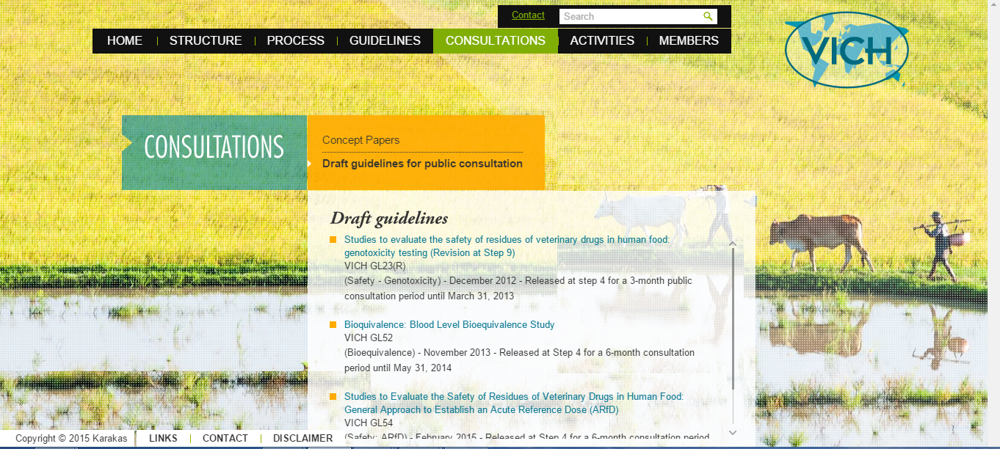 Contact Search
HOME STRUCTURE PROCESS GUIDELINES CONSULTATIONS ACTIVITIES MEMBERS
VICH
CONSULTATIONS
Concept Papers
Draft guidelines for public consultation
Draft guidelines
Studies to evaluate the safety of residues of veterinary drugs in human food:
genotoxicity testing (Revision at Step 9)
VICH GL23(R)
(Safety - Genotoxicity) - December 2012 - Released at step 4 for a 3-month public
consultation period until March 31, 2013
Bioquivalence: Blood Level Bioequivalence Study
VICH GL52
(Bioequivalence) - November 2013 - Released at Step 4 for a 6-month consultation
period until May 31, 2014
Studies to Evaluate the Safety of Residues of Veterinary Drugs in Human Food:
General Approach to Establish an Acute Reference Dose (ARfD)
VICH GL54
(Safety: ARfD) - February 2015 - Released at Step 4 for a 6-month consultation period
Copyright © 2015 Karakas LINKS CONTACT DISCLAIMER